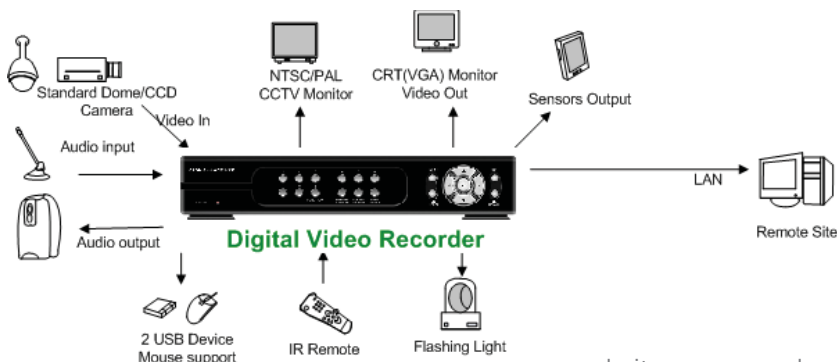 NTSC/PAL
CCTV Monitor
CRT(VGA) Monitor
Video Out
Sensors Output
Standard Dome/CCD
Camera
Video In
Audio input
LAN
Remote Site
Audio output
Digital Video Recorder
2 USB Device
Mouse support
IR Remote
Flashing Light